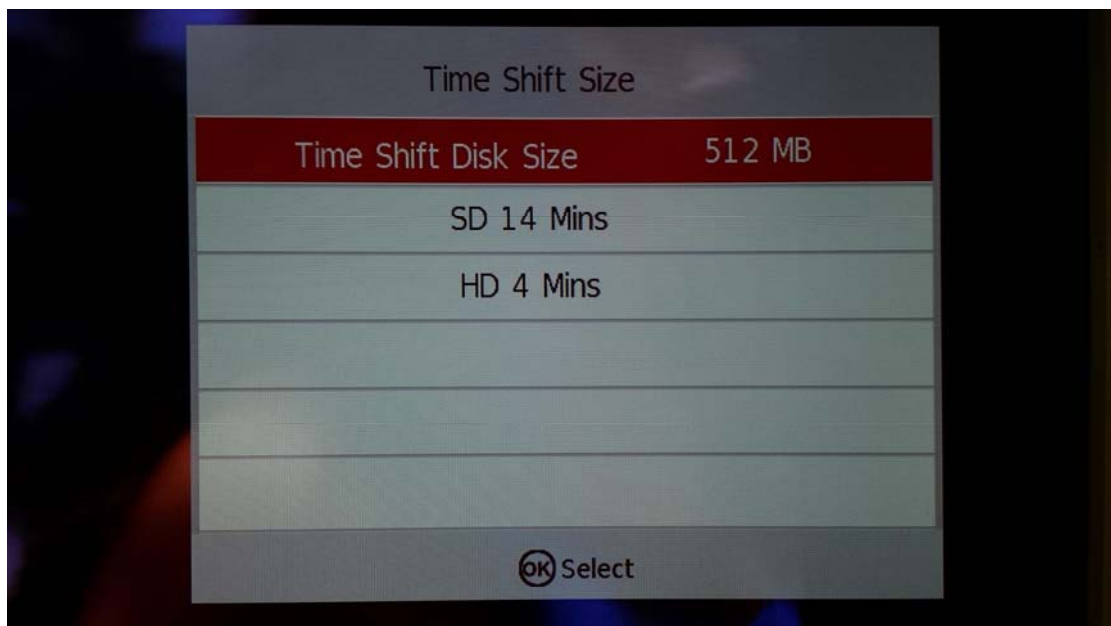 Time Shift Size
Time Shift Disk Size 512 MB
SD 14 Mins
HD 4 Mins
OK Select